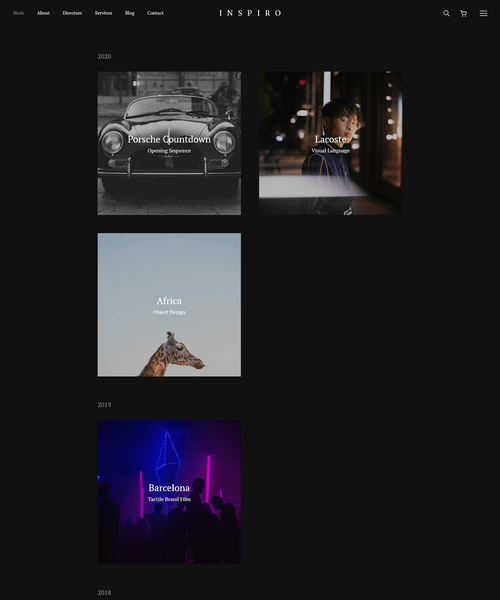 Work About Directors Services Blog Contact INSPIRO
2020
Porsche Countdown
Opening Sequence
Lacoste
Visual Language
Africa
Object Design
2019
Barcelona
Tactile Brand Film
2018